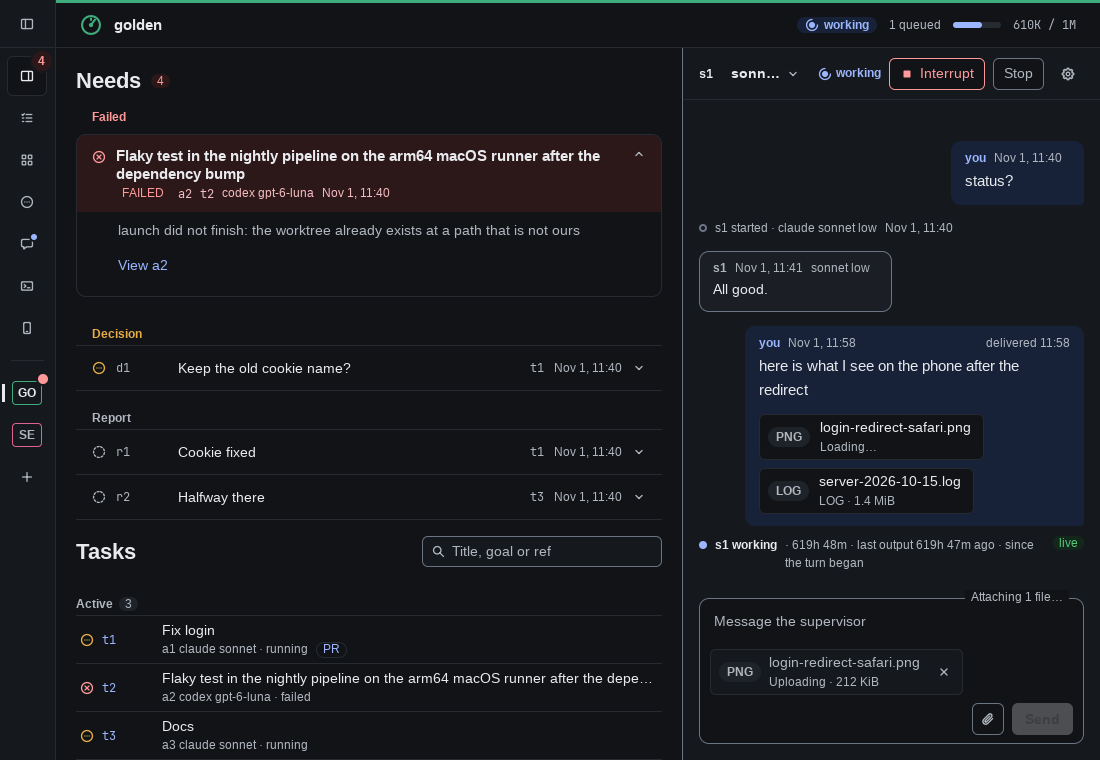 golden
working
1 queued
610K / 1M
4
Needs 4
Failed
Flaky test in the nightly pipeline on the arm64 macOS runner after the
dependency bump
FAILED a2 t2 codex gpt-6-luna Nov 1, 11:40
launch did not finish: the worktree already exists at a path that is not ours
View a2
Decision
d1 Keep the old cookie name? t1 Nov 1, 11:40
Report
r1 Cookie fixed t1 Nov 1, 11:40
r2 Halfway there t3 Nov 1, 11:40
GO
SE
Tasks
Title, goal or ref
Active 3
t1 Fix login
a1 claude sonnet · running PR
t2 Flaky test in the nightly pipeline on the arm64 macOS runner after the depe…
a2 codex gpt-6-luna · failed
t3 Docs
a3 claude sonnet · running
s1 sonn… working Interrupt Stop
you Nov 1, 11:40
status?
s1 started · claude sonnet low Nov 1, 11:40
s1 Nov 1, 11:41 sonnet low
All good.
you Nov 1, 11:58 delivered 11:58
here is what I see on the phone after the
redirect
PNG login-redirect-safari.png
Loading…
LOG server-2026-10-15.log
LOG · 1.4 MiB
s1 working · 619h 48m · last output 619h 47m ago · since
the turn began
live
Attaching 1 file…
Message the supervisor
PNG login-redirect-safari.png
Uploading · 212 KiB
Send